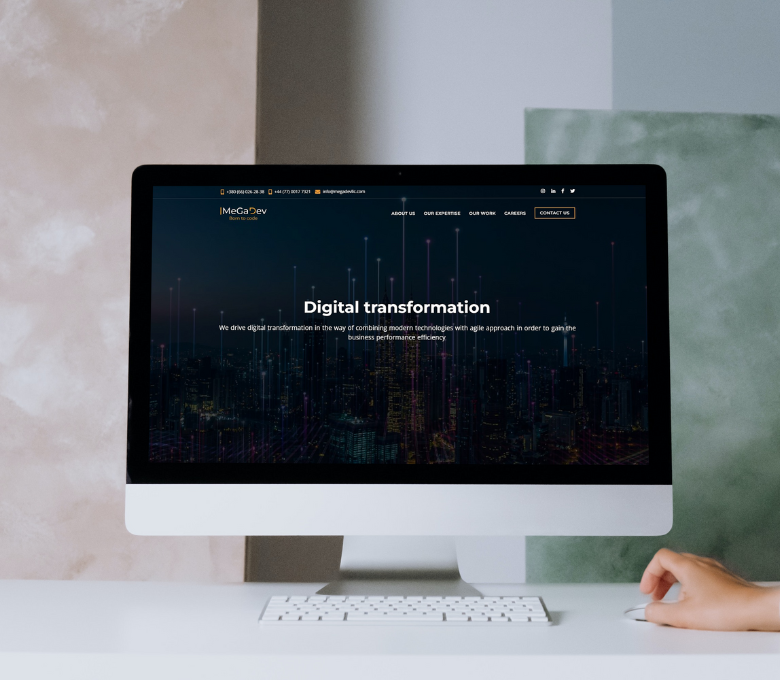 +380 (66) 026-28-38 +44 (77) 0017 7321 info@megadevllc.com
MeGaDev
Born to code
ABOUT US OUR EXPERTISE OUR WORK CAREERS CONTACT US
Digital transformation
We drive digital transformation in the way of combining modern technologies with agile approach in order to gain the
business performance efficiency